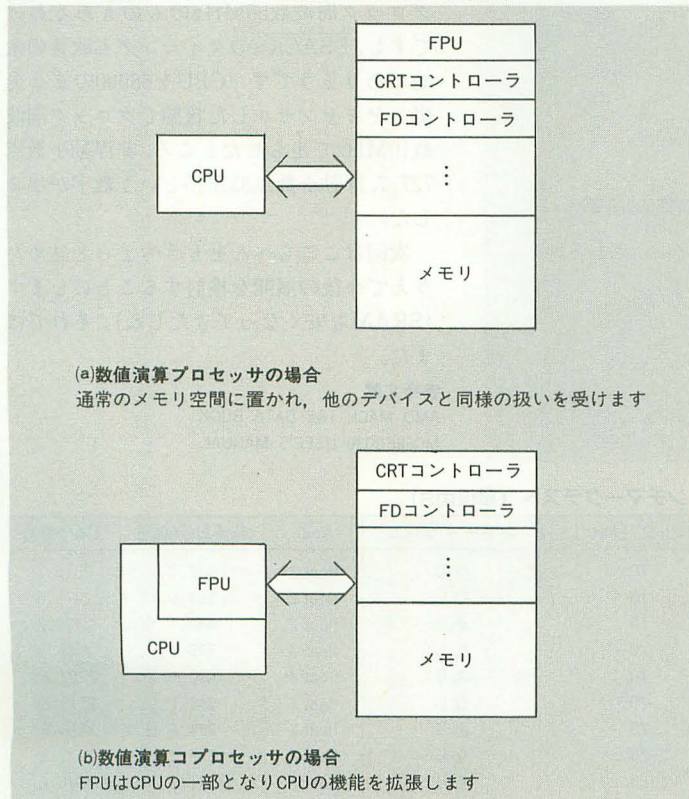 FPU
CRTコントローラ
FDコントローラ
CPU
⋮
メモリ
(a)数値演算プロセッサの場合
通常のメモリ空間に置かれ，他のデバイスと同様の扱いを受けます
CRTコントローラ
FDコントローラ
⋮
FPU
CPU
メモリ
(b)数値演算コプロセッサの場合
FPUはCPUの一部となりCPUの機能を拡張します